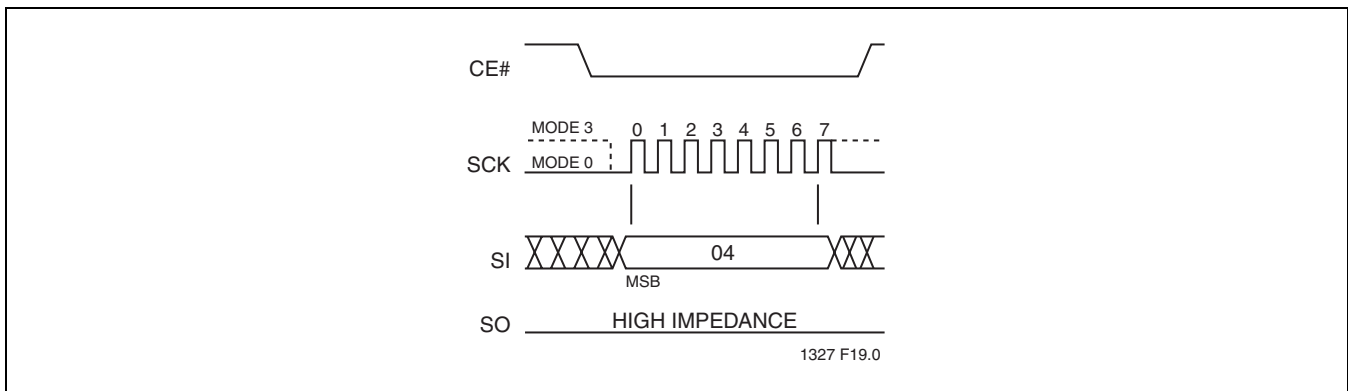 CE#
MODE 3
0 1 2 3 4 5 6 7
SCK
MODE 0
SI
04
MSB
SO
HIGH IMPEDANCE
1327 F19.0